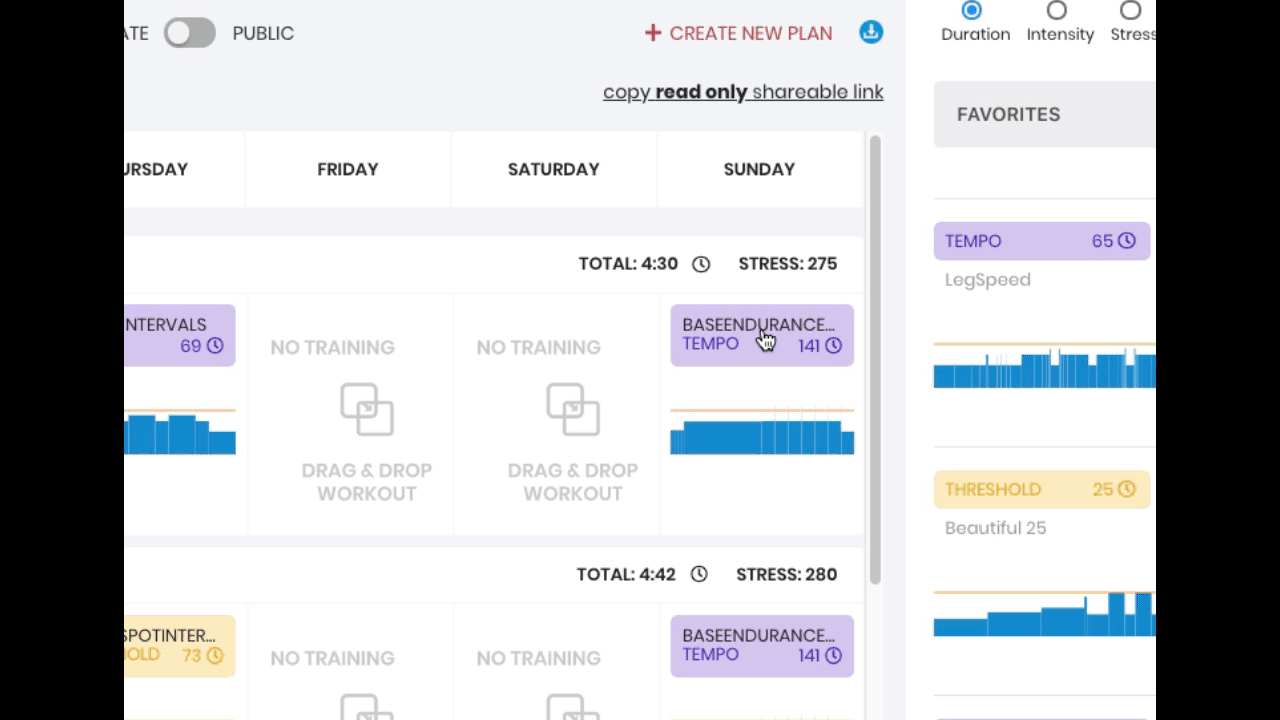 ATE PUBLIC
+ CREATE NEW PLAN
copy read only shareable link
URSDAY FRIDAY SATURDAY SUNDAY
TOTAL: 4:30 STRESS: 275
NTERVALS
69
NO TRAINING
DRAG & DROP
WORKOUT
NO TRAINING
DRAG & DROP
WORKOUT
BASEENDURANCE...
TEMPO 141
TOTAL: 4:42 STRESS: 280
SPOTINTER...
HOLD 73
NO TRAINING
NO TRAINING
BASEENDURANCE...
TEMPO 141
Duration Intensity Stress
FAVORITES
TEMPO 65
LegSpeed
THRESHOLD 25
Beautiful 25